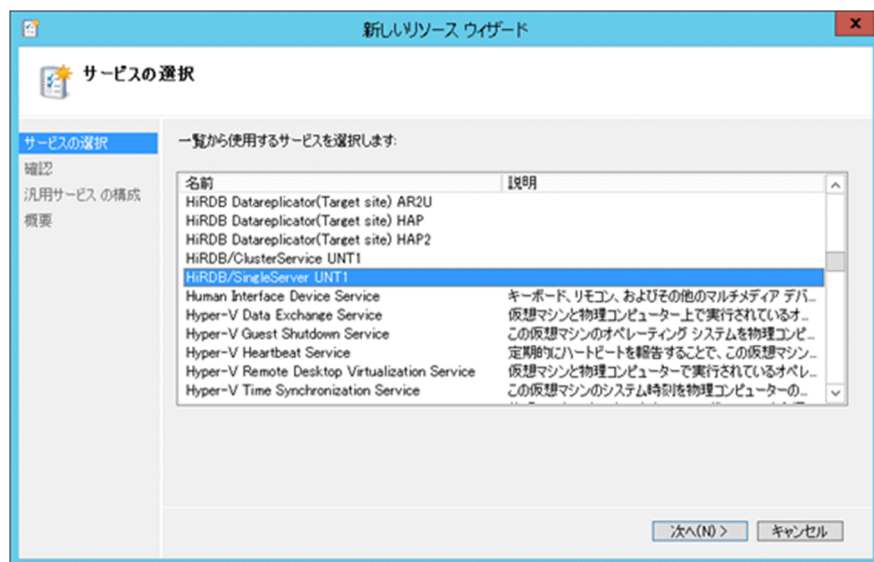 新しいリソース ウィザード
x
サービスの選択
サービスの選択
確認
汎用サービス の構成
概要
一覧から使用するサービスを選択します:
名前 説明
HiRDB Datareplicator(Target site) AR2U
HiRDB Datareplicator(Target site) HAP
HiRDB Datareplicator(Target site) HAP2
HiRDB/ClusterService UNT1
HiRDB/SingleServer UNT1
Human Interface Device Service キーボード、リモコン、およびその他のマルチメディア デバ...
Hyper-V Data Exchange Service 仮想マシンと物理コンピューター上で実行されているオ...
Hyper-V Guest Shutdown Service この仮想マシンのオペレーティング システムを物理コンピ...
Hyper-V Heartbeat Service 定期的にハートビートを報告することで、この仮想マシン...
Hyper-V Remote Desktop Virtualization Service 仮想マシンと物理コンピューターで実行されているオペレ...
Hyper-V Time Synchronization Service この仮想マシンのシステム時刻を物理コンピューターの...
次へ(N) >
キャンセル